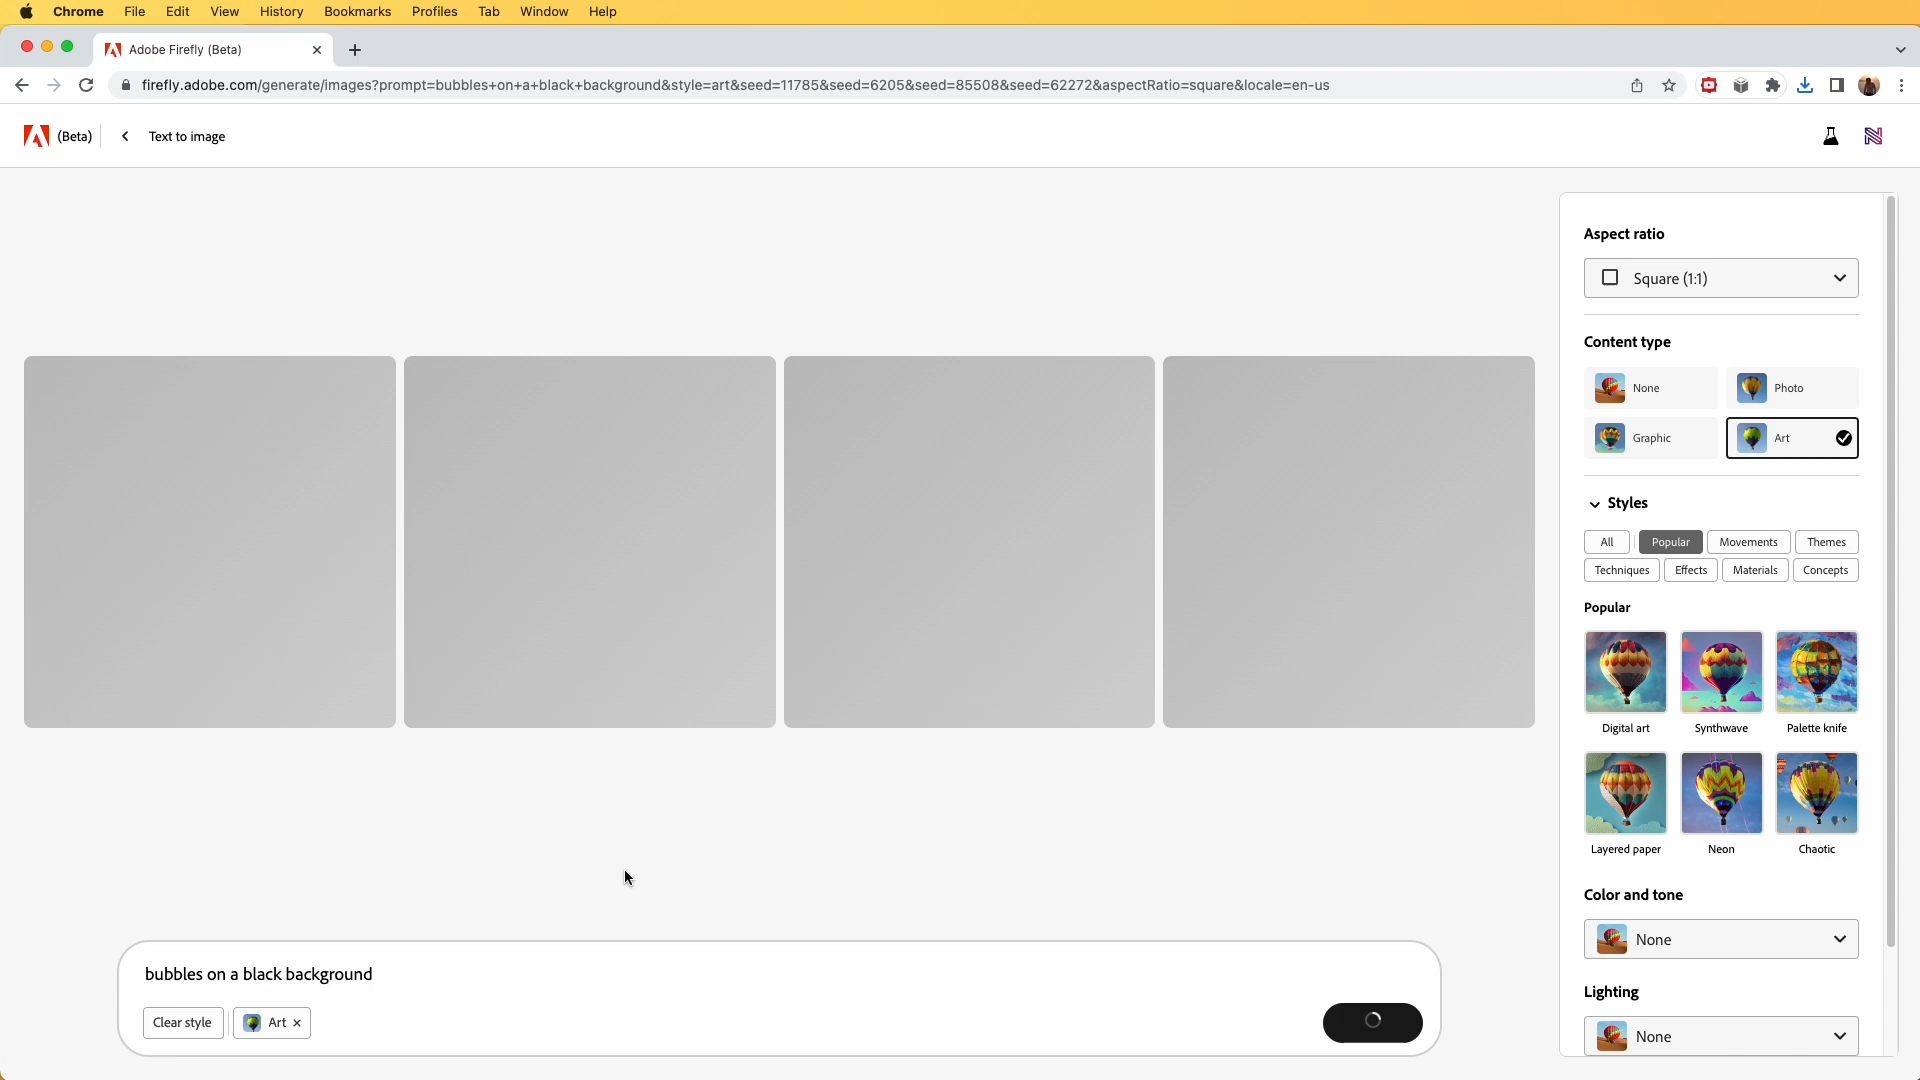 Chrome File Edit View History Bookmarks Profiles Tab Window Help
Adobe Firefly (Beta)
firefly.adobe.com/generate/images?prompt=bubbles+on+a+black+background&style=art&seed=11785&seed=6205&seed=85508&seed=62272&aspectRatio=square&locale=en-us
(Beta) Text to image
Aspect ratio
Square (1:1)
Content type
None Photo
Graphic Art
Styles
All Popular Movements Themes
Techniques Effects Materials Concepts
Popular
Digital art Synthwave Palette knife
Layered paper Neon Chaotic
Color and tone
None
Lighting
None
bubbles on a black background
Clear style Art